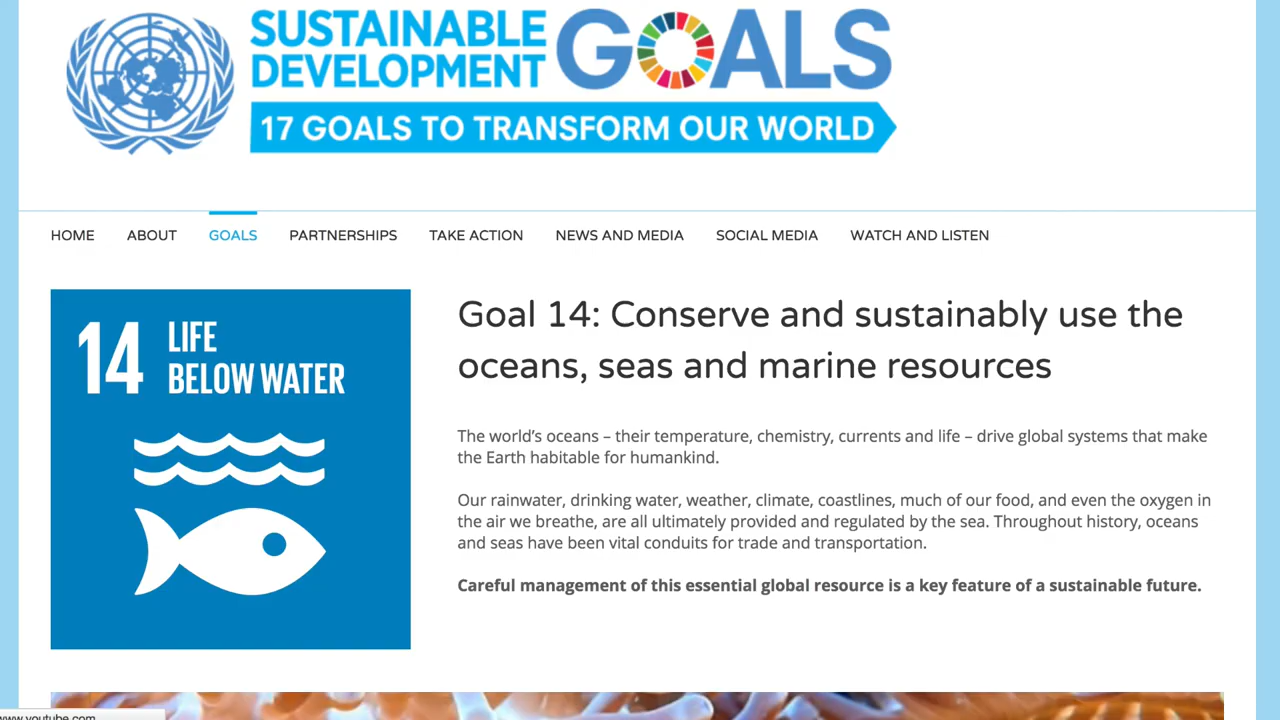 SUSTAINABLE
DEVELOPMENT
GOALS
17 GOALS TO TRANSFORM OUR WORLD
HOME ABOUT GOALS PARTNERSHIPS TAKE ACTION NEWS AND MEDIA SOCIAL MEDIA WATCH AND LISTEN
14 LIFE
BELOW WATER
Goal 14: Conserve and sustainably use the
oceans, seas and marine resources
The world's oceans – their temperature, chemistry, currents and life – drive global systems that make
the Earth habitable for humankind.
Our rainwater, drinking water, weather, climate, coastlines, much of our food, and even the oxygen in
the air we breathe, are all ultimately provided and regulated by the sea. Throughout history, oceans
and seas have been vital conduits for trade and transportation.
Careful management of this essential global resource is a key feature of a sustainable future.
www.youtube.com